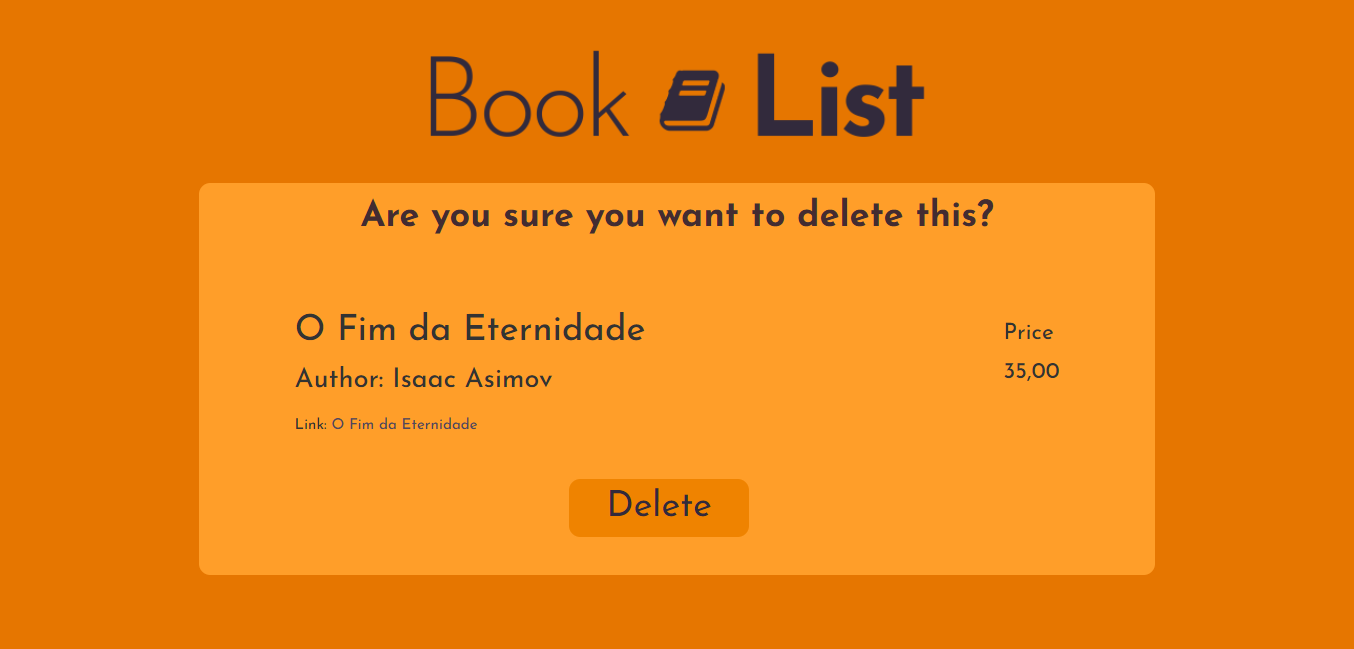 Book List
Are you sure you want to delete this?
O Fim da Eternidade
Price
Author: Isaac Asimov
35,00
Link: O Fim da Eternidade
Delete